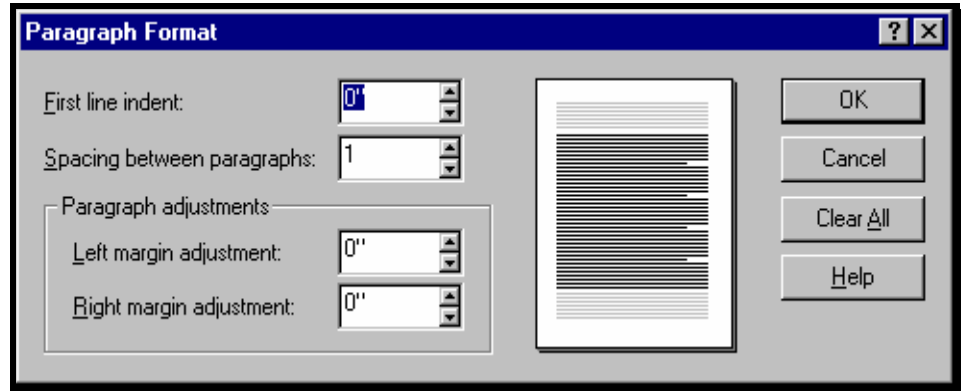 Paragraph Format
First line indent: 0"
Spacing between paragraphs: 1
Paragraph adjustments
Left margin adjustment: 0"
Right margin adjustment: 0"
OK
Cancel
Clear All
Help